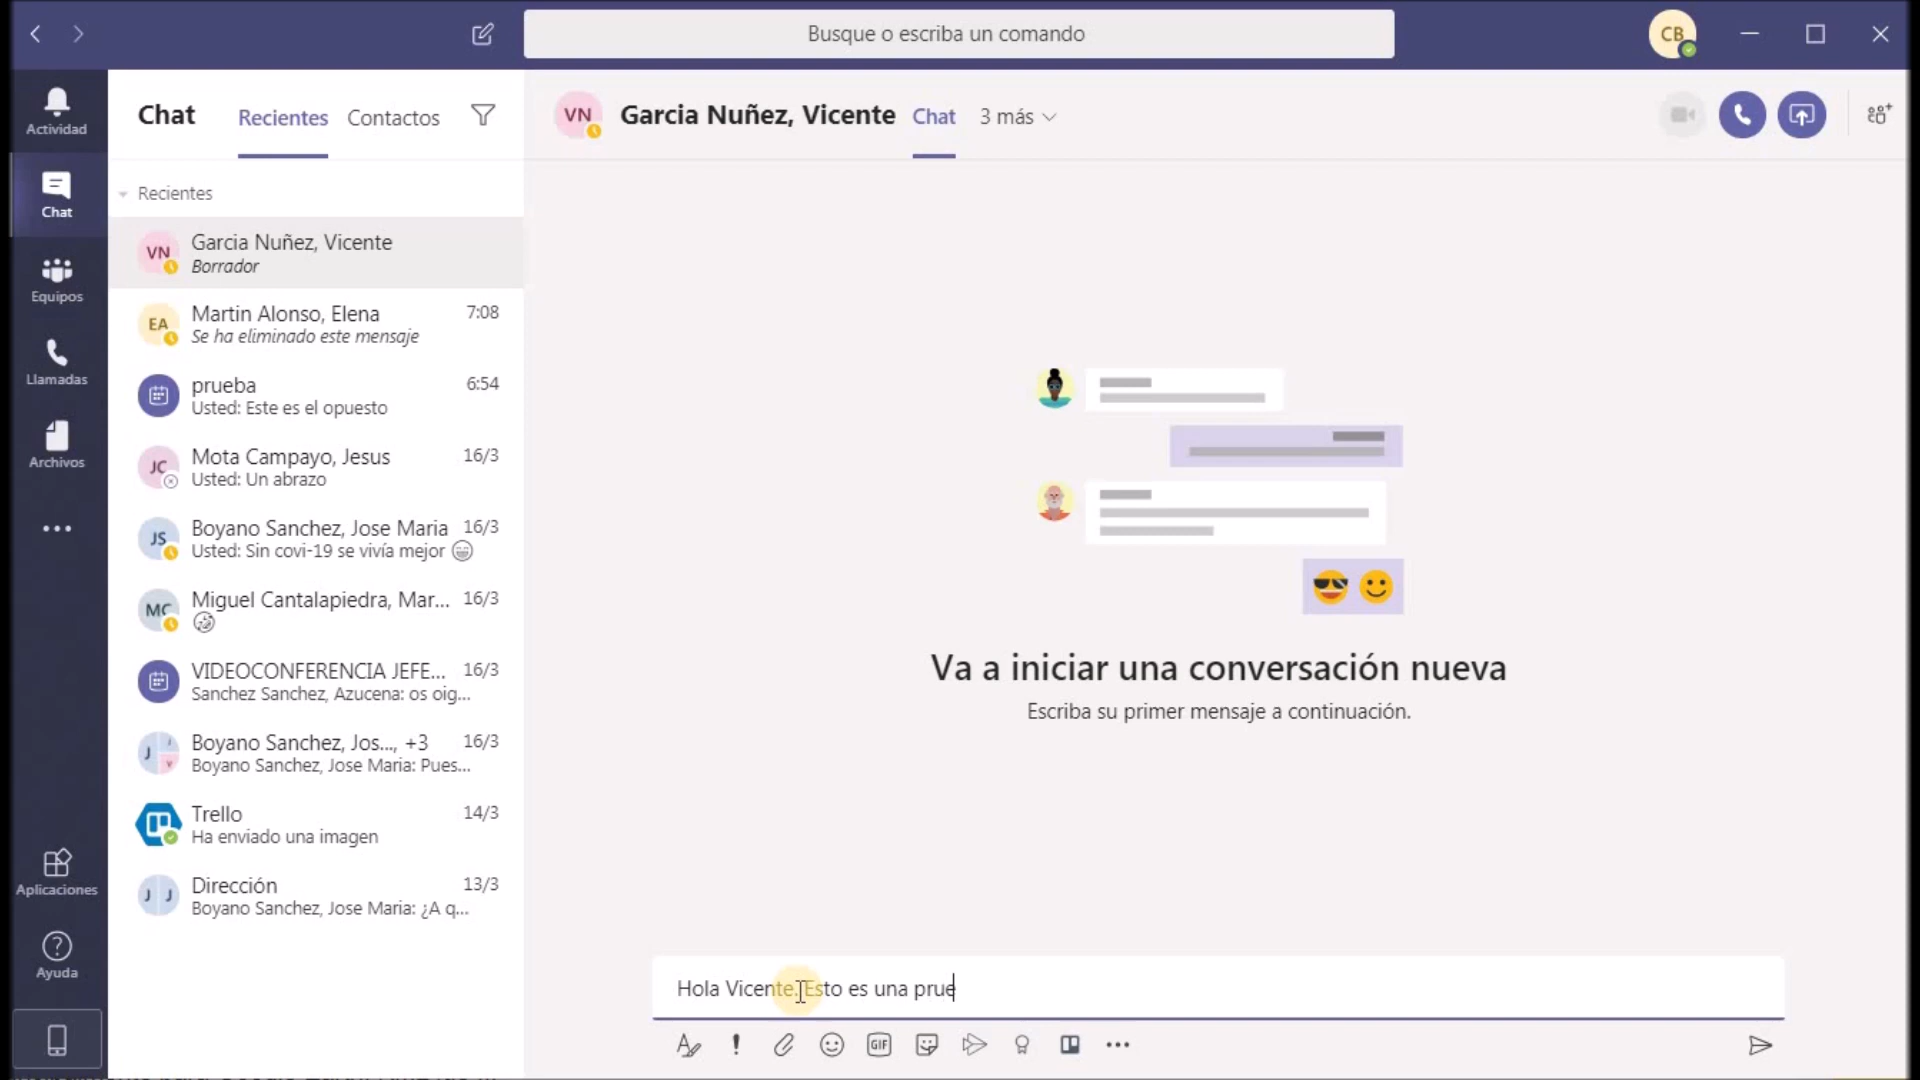 Busque o escriba un comando
CB
Actividad
Chat
Equipos
Llamadas
Archivos
Aplicaciones
Ayuda
Chat
Recientes
Contactos
Recientes
VN
Garcia Nuñez, Vicente
Borrador
EA
Martin Alonso, Elena
7:08
Se ha eliminado este mensaje
prueba
6:54
Usted: Este es el opuesto
JC
Mota Campayo, Jesus
16/3
Usted: Un abrazo
JS
Boyano Sanchez, Jose Maria
16/3
Usted: Sin covi-19 se vivía mejor
MC
Miguel Cantalapiedra, Mar...
16/3
VIDEOCONFERENCIA JEFE...
16/3
Sanchez Sanchez, Azucena: os oig...
J
Boyano Sanchez, Jos..., +3
16/3
Boyano Sanchez, Jose Maria: Pues...
Trello
14/3
Ha enviado una imagen
J J
Dirección
13/3
Boyano Sanchez, Jose Maria: ¿A q...
VN
Garcia Nuñez, Vicente
Chat
3 más
Va a iniciar una conversación nueva
Escriba su primer mensaje a continuación.
Hola Vicente. Esto es una prue
GIF